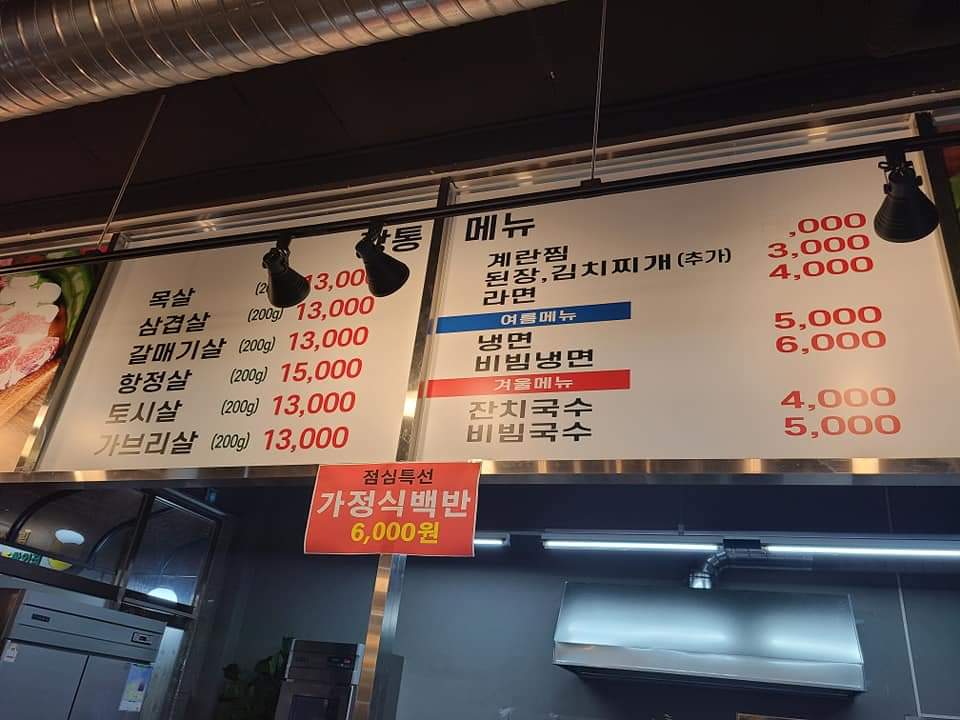 메뉴
목살 13,000
삼겹살 (200g) 13,000
갈매기살 (200g) 13,000
항정살 (200g) 15,000
토시살 (200g) 13,000
가브리살 (200g) 13,000
계란찜 ,000
된장,김치찌개(추가) 3,000
라면 4,000
여름메뉴
냉면 5,000
비빔냉면 6,000
겨울메뉴
잔치국수 4,000
비빔국수 5,000
점심특선
가정식백반
6,000원